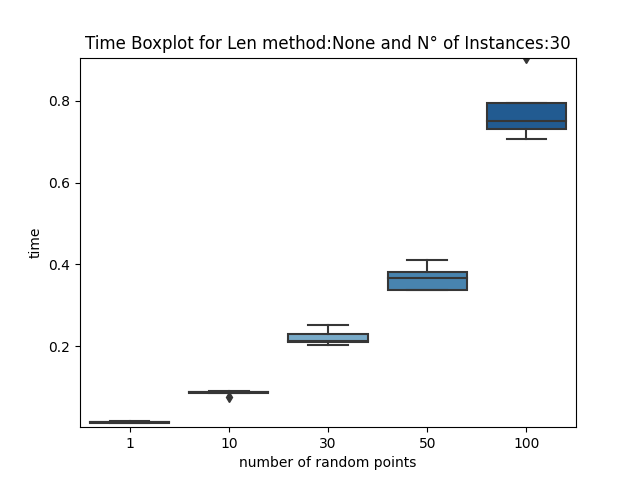 Time Boxplot for Len method:None and N° of Instances:30
0.8
0.6
0.4
0.2
time
1 10 30 50 100
number of random points